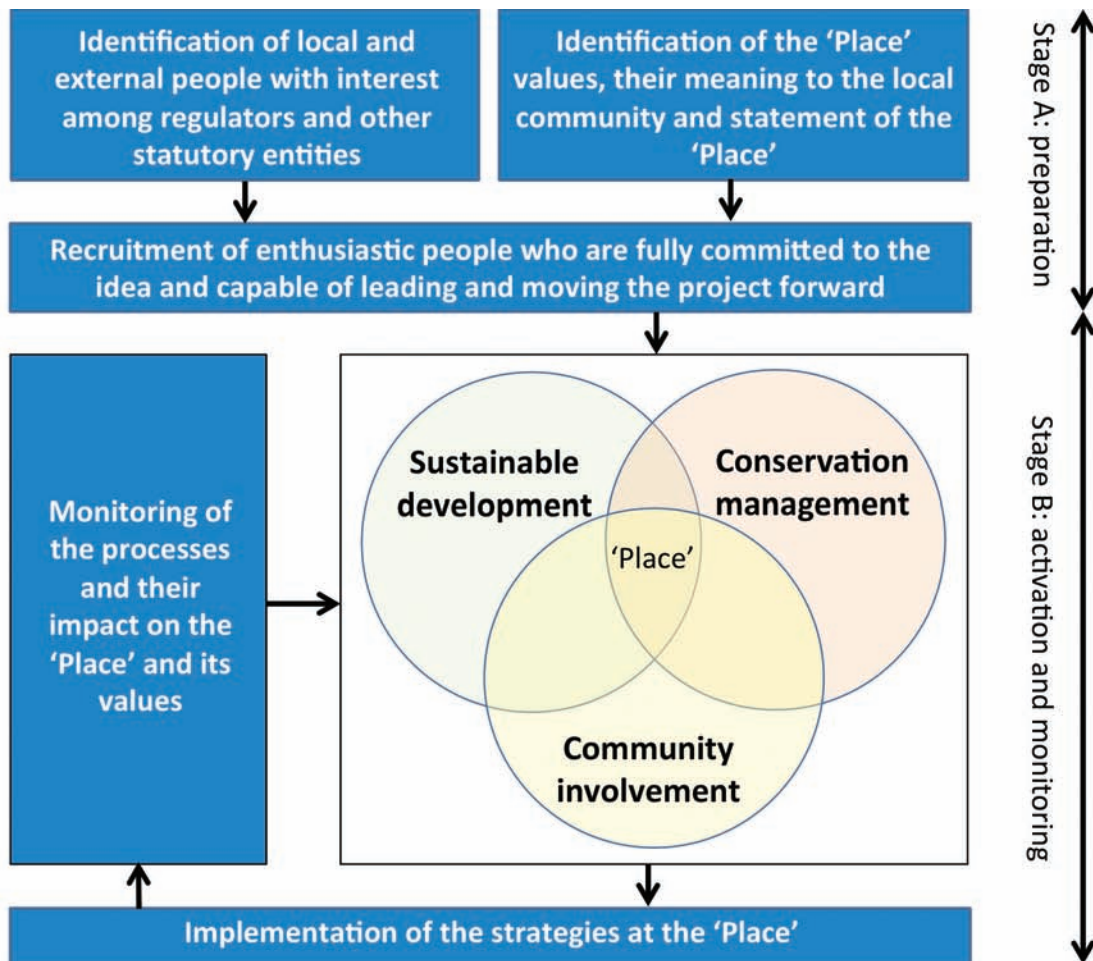 Identification of local and
external people with interest
among regulators and other
statutory entities
Identification of the ‘Place’
values, their meaning to the local
community and statement of the
‘Place’
Stage A: preparation
Recruitment of enthusiastic people who are fully committed to the
idea and capable of leading and moving the project forward
Monitoring of
the processes
and their
impact on the
‘Place’ and its
values
Sustainable
development
Conservation
management
‘Place’
Community
involvement
Stage B: activation and monitoring
Implementation of the strategies at the ‘Place’